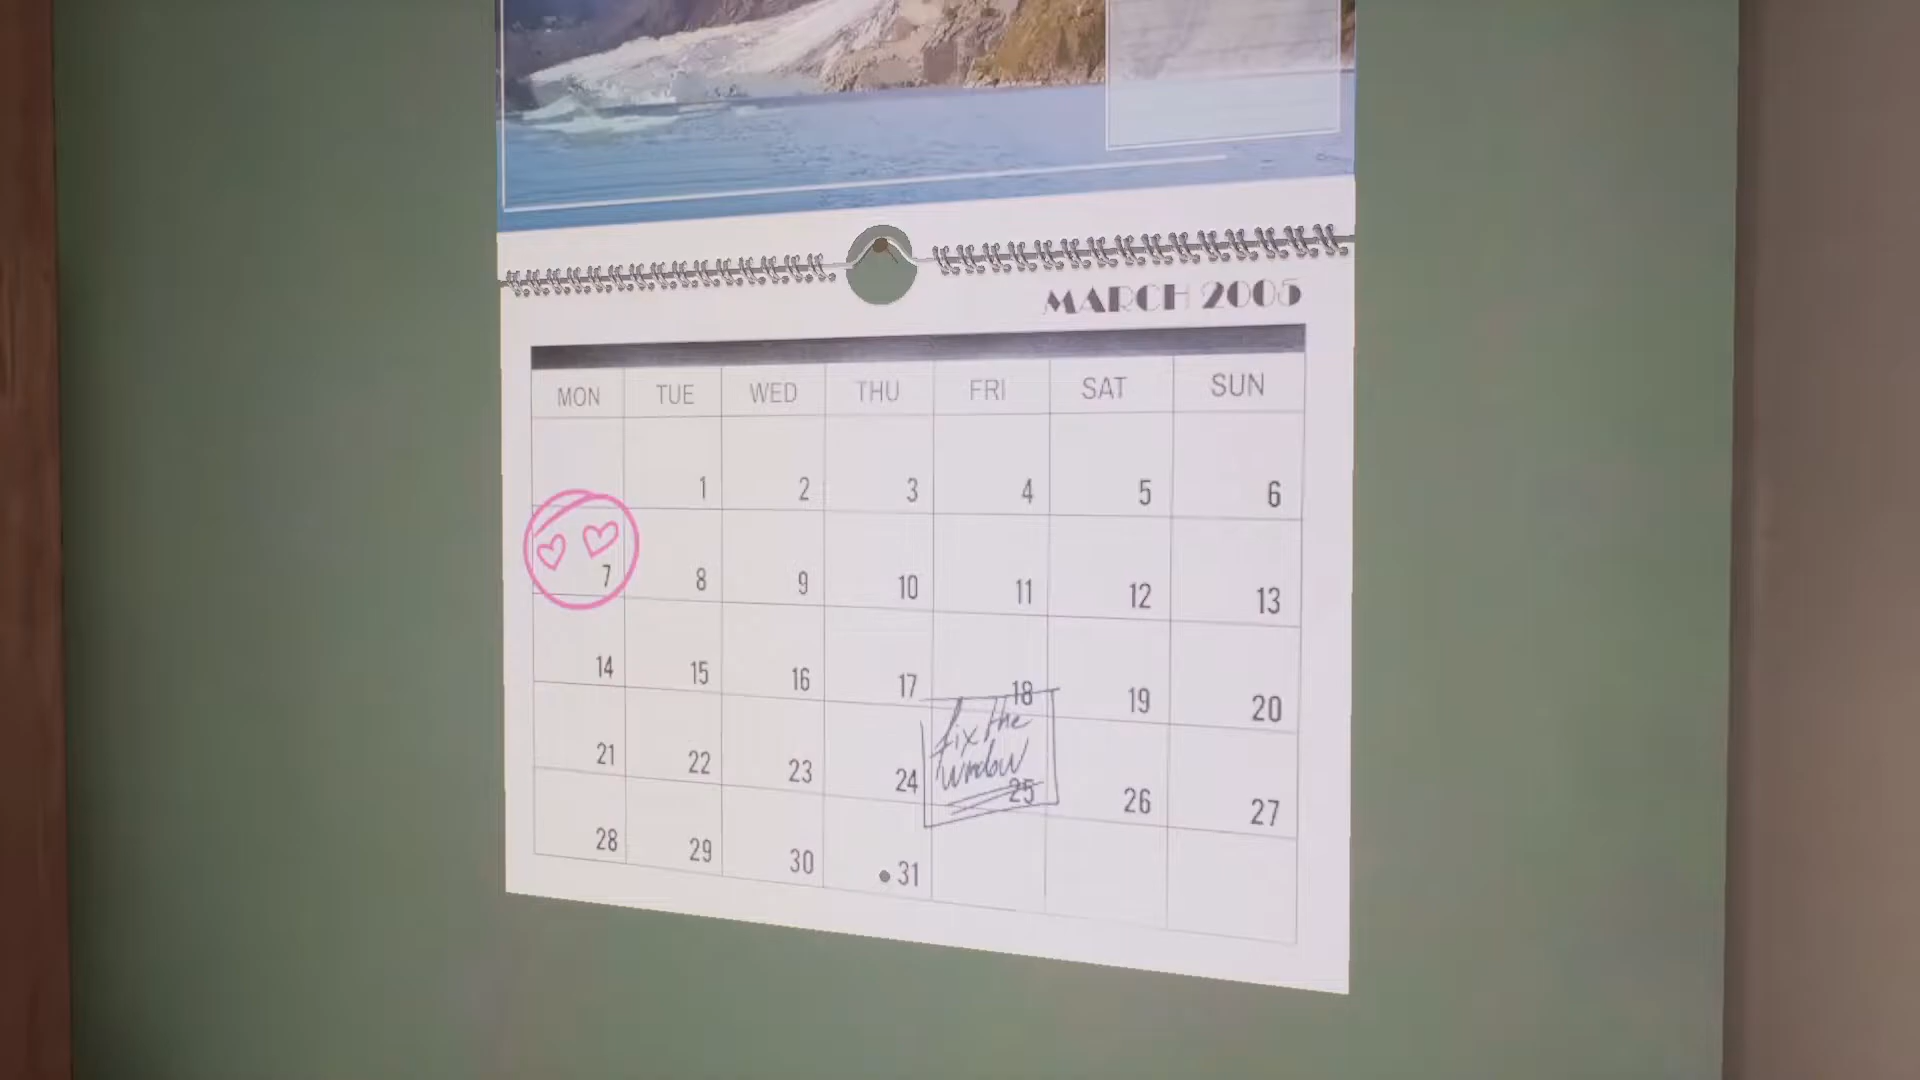 MARCH 2005
MON TUE WED THU FRI SAT SUN
1 2 3 4 5 6
7 8 9 10 11 12 13
14 15 16 17 18 19 20
fix the
window
21 22 23 24 25 26 27
28 29 30 31